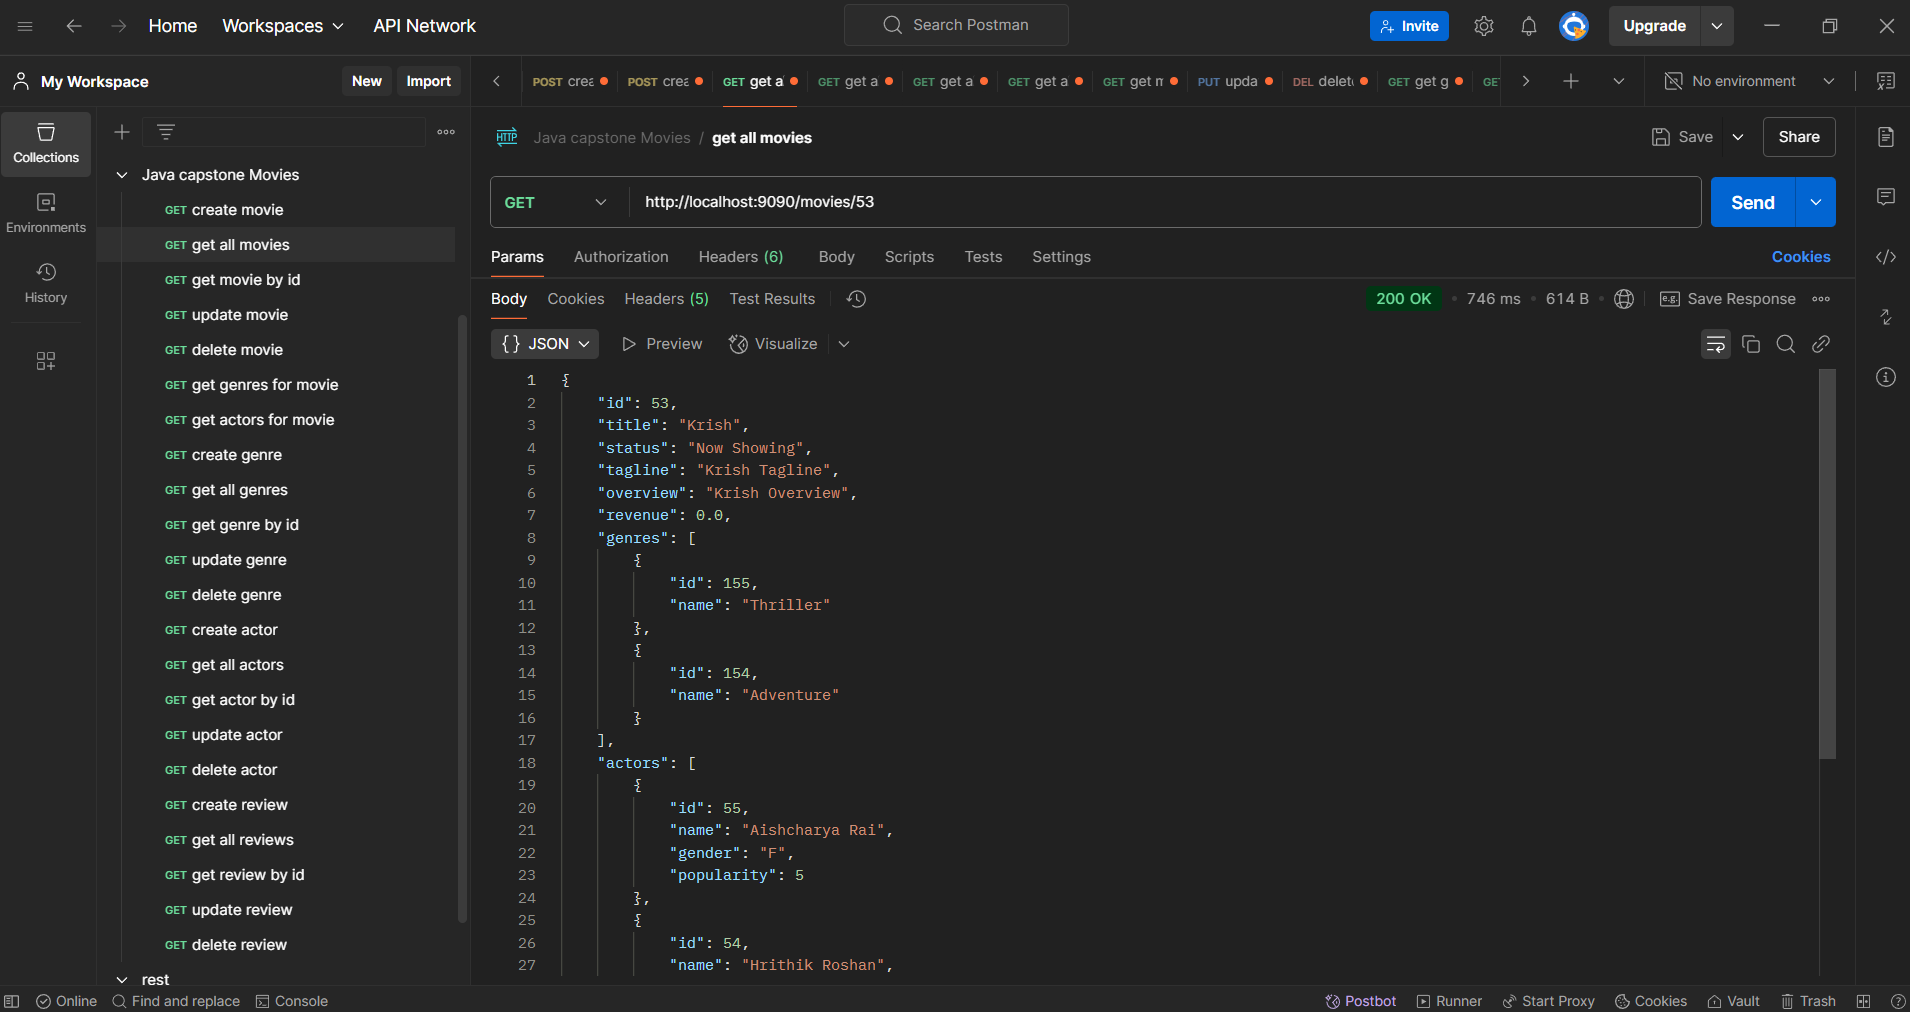 Home Workspaces API Network Search Postman Invite Upgrade
My Workspace New Import POST crea POST crea GET get a GET get a GET get a GET get a GET get m PUT upda DEL delet GET get g GET No environment
Collections
Environments
History
Java capstone Movies
GET create movie
GET get all movies
GET get movie by id
GET update movie
GET delete movie
GET get genres for movie
GET get actors for movie
GET create genre
GET get all genres
GET get genre by id
GET update genre
GET delete genre
GET create actor
GET get all actors
GET get actor by id
GET update actor
GET delete actor
GET create review
GET get all reviews
GET get review by id
GET update review
GET delete review
rest
HTTP Java capstone Movies / get all movies Save Share
GET http://localhost:9090/movies/53 Send
Params Authorization Headers (6) Body Scripts Tests Settings Cookies
Body Cookies Headers (5) Test Results 200 OK • 746 ms • 614 B • e.g. Save Response
{} JSON Preview Visualize
1 {
2 "id": 53,
3 "title": "Krish",
4 "status": "Now Showing",
5 "tagline": "Krish Tagline",
6 "overview": "Krish Overview",
7 "revenue": 0.0,
8 "genres": [
9 {
10 "id": 155,
11 "name": "Thriller"
12 },
13 {
14 "id": 154,
15 "name": "Adventure"
16 }
17 ],
18 "actors": [
19 {
20 "id": 55,
21 "name": "Aishcharya Rai",
22 "gender": "F",
23 "popularity": 5
24 },
25 {
26 "id": 54,
27 "name": "Hrithik Roshan",
Online Find and replace Console Postbot Runner Start Proxy Cookies Vault Trash